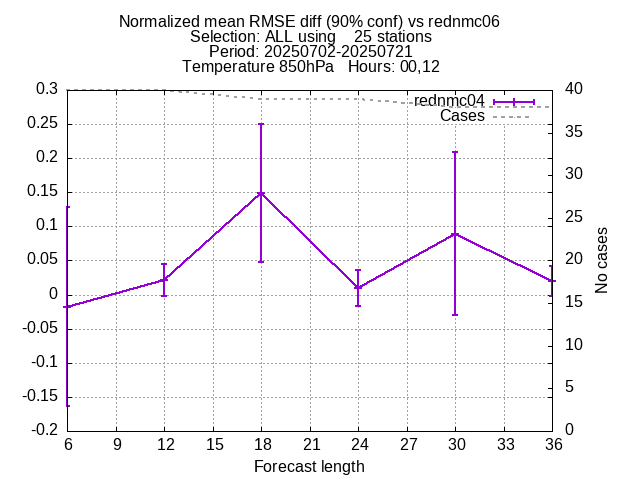 Normalized mean RMSE diff (90% conf) vs rednmc06
Selection: ALL using    25 stations
Period: 20250702-20250721
Temperature 850hPa   Hours: 00,12
rednmc04
Cases
0.3
0.25
0.2
0.15
0.1
0.05
0
-0.05
-0.1
-0.15
-0.2
40
35
30
25
20
15
10
5
0
No cases
6 9 12 15 18 21 24 27 30 33 36
Forecast length